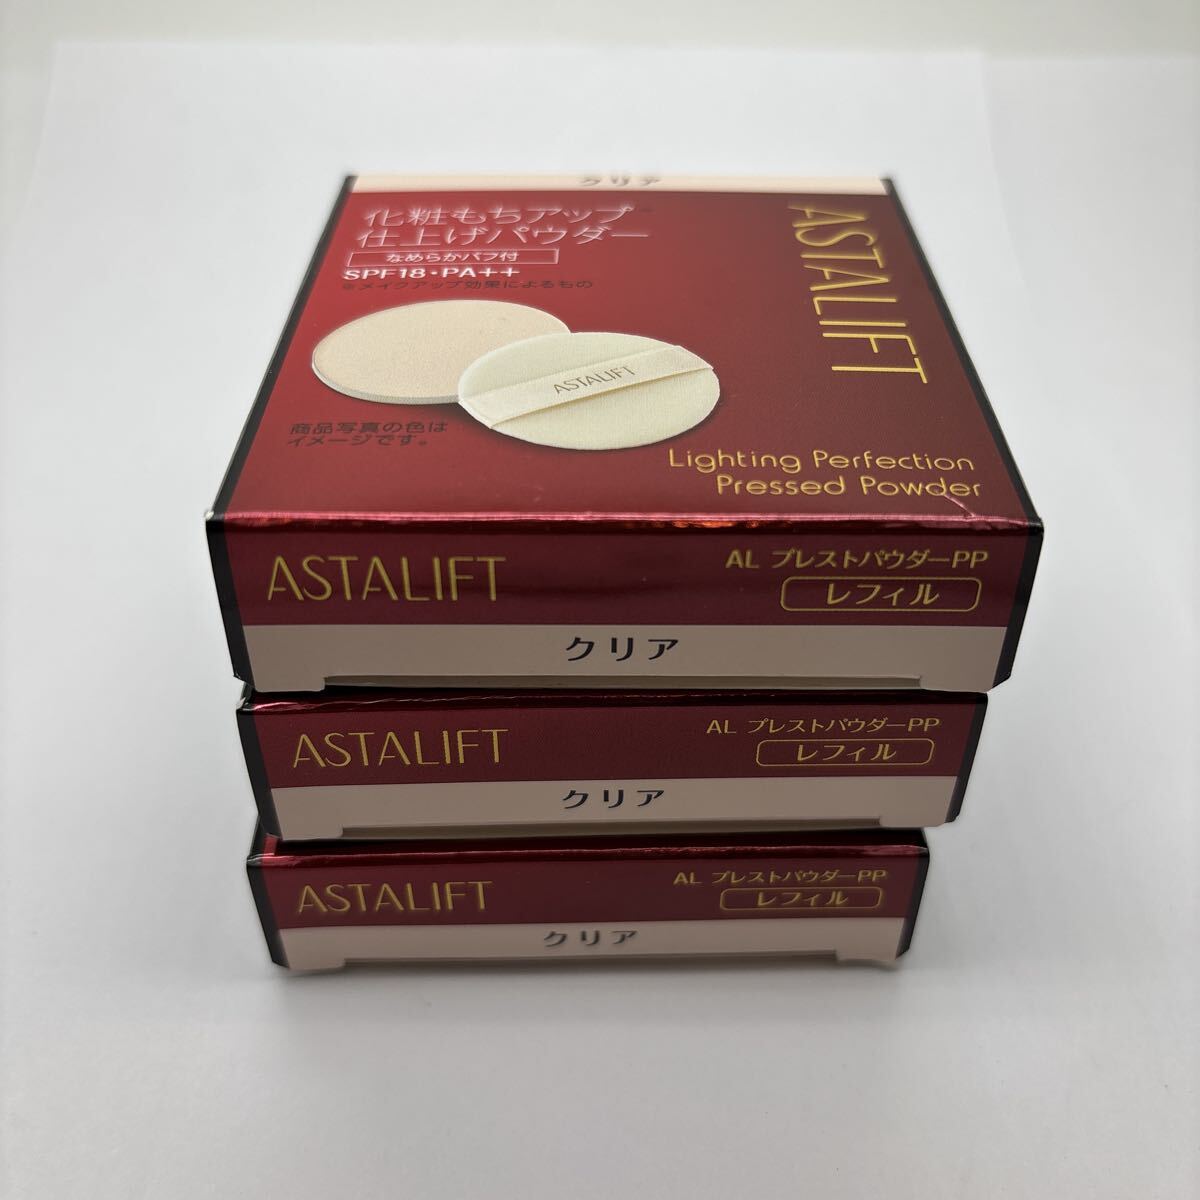 クリア
化粧もちアップ※
仕上げパウダー
なめらかパフ付
SPF18・PA++
※メイクアップ効果によるもの
ASTALIFT
ASTALIFT
商品写真の色は
イメージです。
Lighting Perfection
Pressed Powder
ASTALIFT
AL プレストパウダーPP
レフィル
クリア
ASTALIFT
AL プレストパウダーPP
レフィル
クリア
ASTALIFT
AL プレストパウダーPP
レフィル
クリア